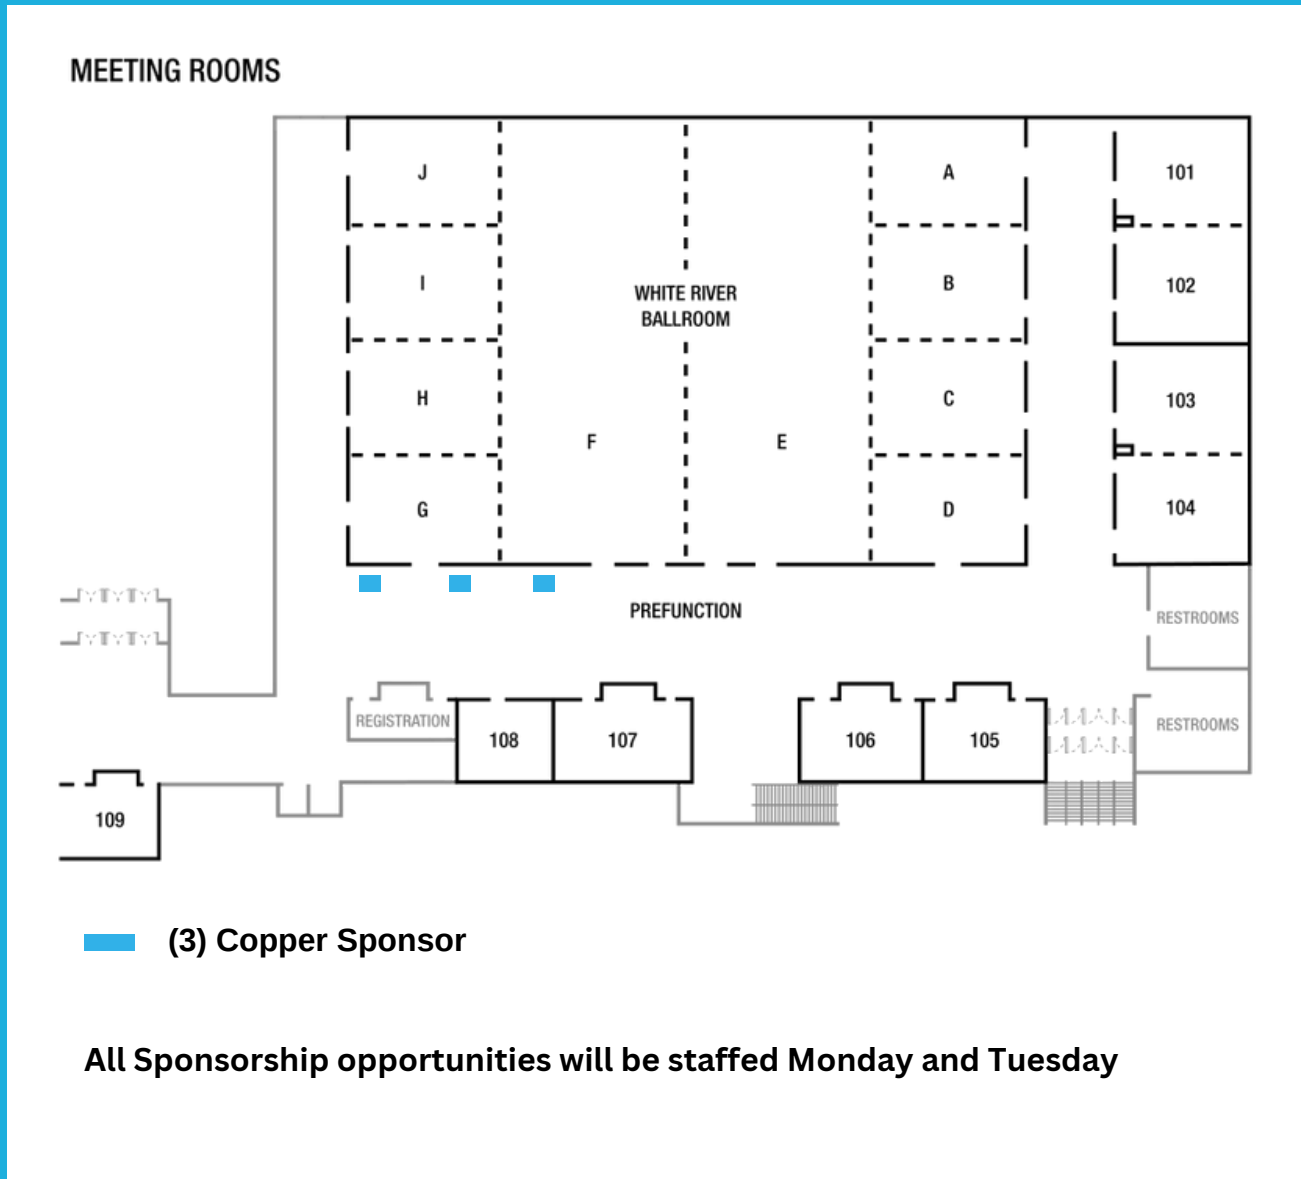 MEETING ROOMS
J
A
101
I
B
102
WHITE RIVER
BALLROOM
H
C
103
F
E
G
D
104
PREFUNCTION
RESTROOMS
REGISTRATION
108
107
106
105
RESTROOMS
109
(3) Copper Sponsor
All Sponsorship opportunities will be staffed Monday and Tuesday